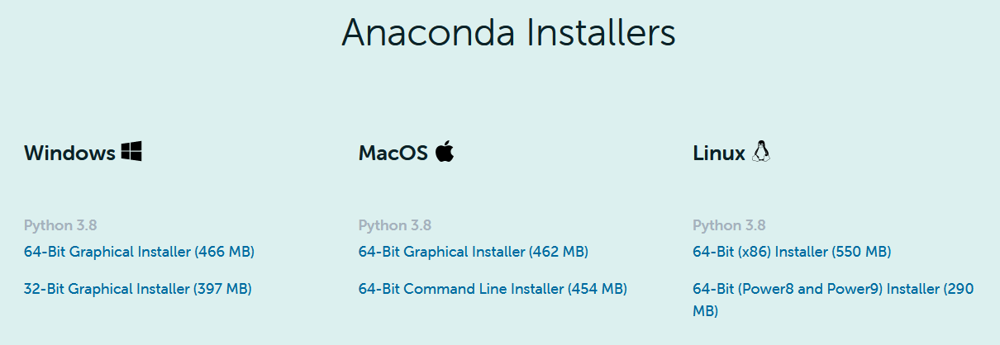 Anaconda Installers
Windows
MacOS
Linux
Python 3.8
64-Bit Graphical Installer (466 MB)
32-Bit Graphical Installer (397 MB)
Python 3.8
64-Bit Graphical Installer (462 MB)
64-Bit Command Line Installer (454 MB)
Python 3.8
64-Bit (x86) Installer (550 MB)
64-Bit (Power8 and Power9) Installer (290
MB)